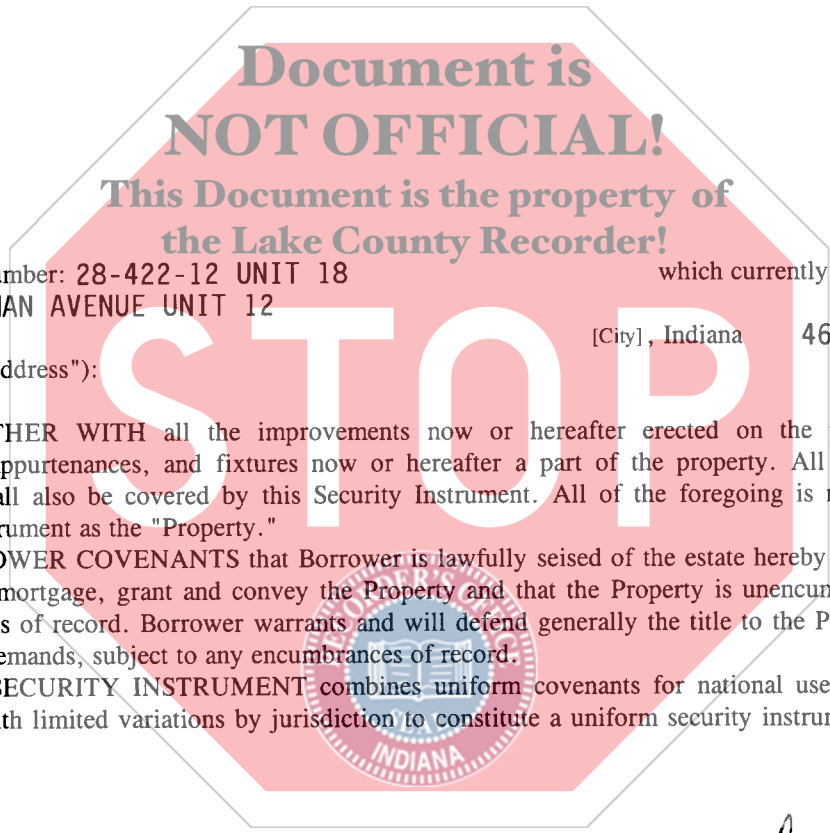 Document is
NOT OFFICIAL!
This Document is the property of
the Lake County Recorder!
umber: 28-422-12 UNIT 18 which currently
AN AVENUE UNIT 12
[City], Indiana 46
ddress"):
STOP
THER WITH all the improvements now or hereafter erected on the
ppurtenances, and fixtures now or hereafter a part of the property. All
all also be covered by this Security Instrument. All of the foregoing is
rument as the "Property."
OWER COVENANTS that Borrower is lawfully seised of the estate hereby
mortgage, grant and convey the Property and that the Property is unencum
s of record. Borrower warrants and will defend generally the title to the P
emands, subject to any encumbrances of record.
SECURITY INSTRUMENT combines uniform covenants for national use
th limited variations by jurisdiction to constitute a uniform security instrum
RECORDER'S OFFICE
SEAL
INDIANA